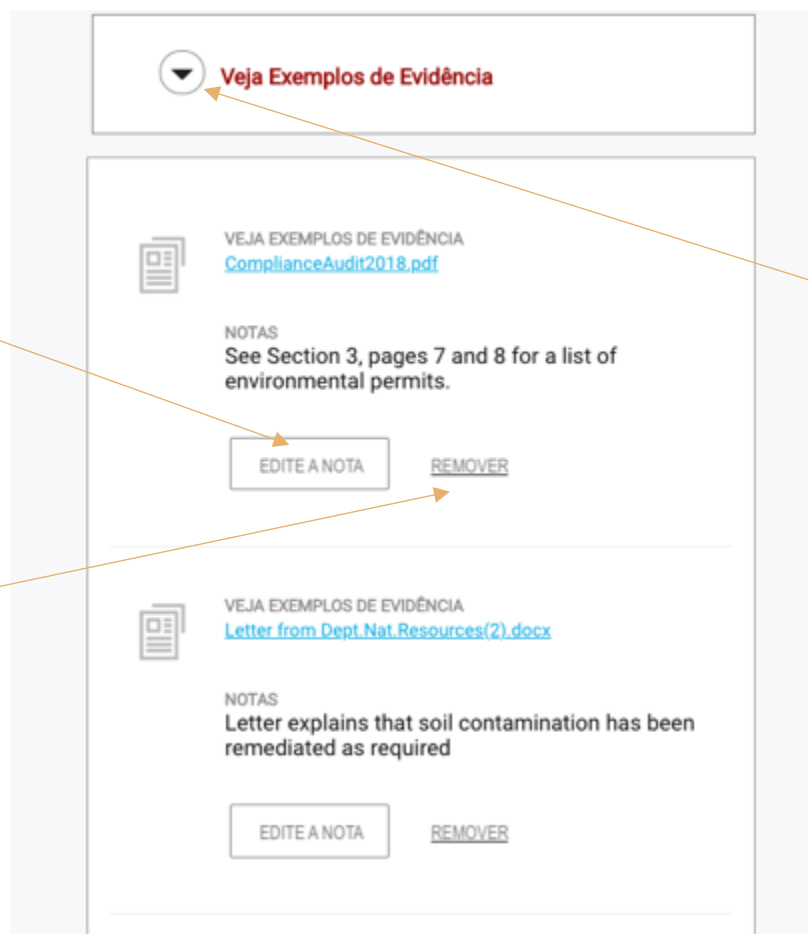 Veja Exemplos de Evidência
VEJA EXEMPLOS DE EVIDÊNCIA
ComplianceAudit2018.pdf
NOTAS
See Section 3, pages 7 and 8 for a list of
environmental permits.
EDITE A NOTA
REMOVER
VEJA EXEMPLOS DE EVIDÊNCIA
Letter from Dept.Nat.Resources(2).docx
NOTAS
Letter explains that soil contamination has been
remediated as required
EDITE A NOTA
REMOVER